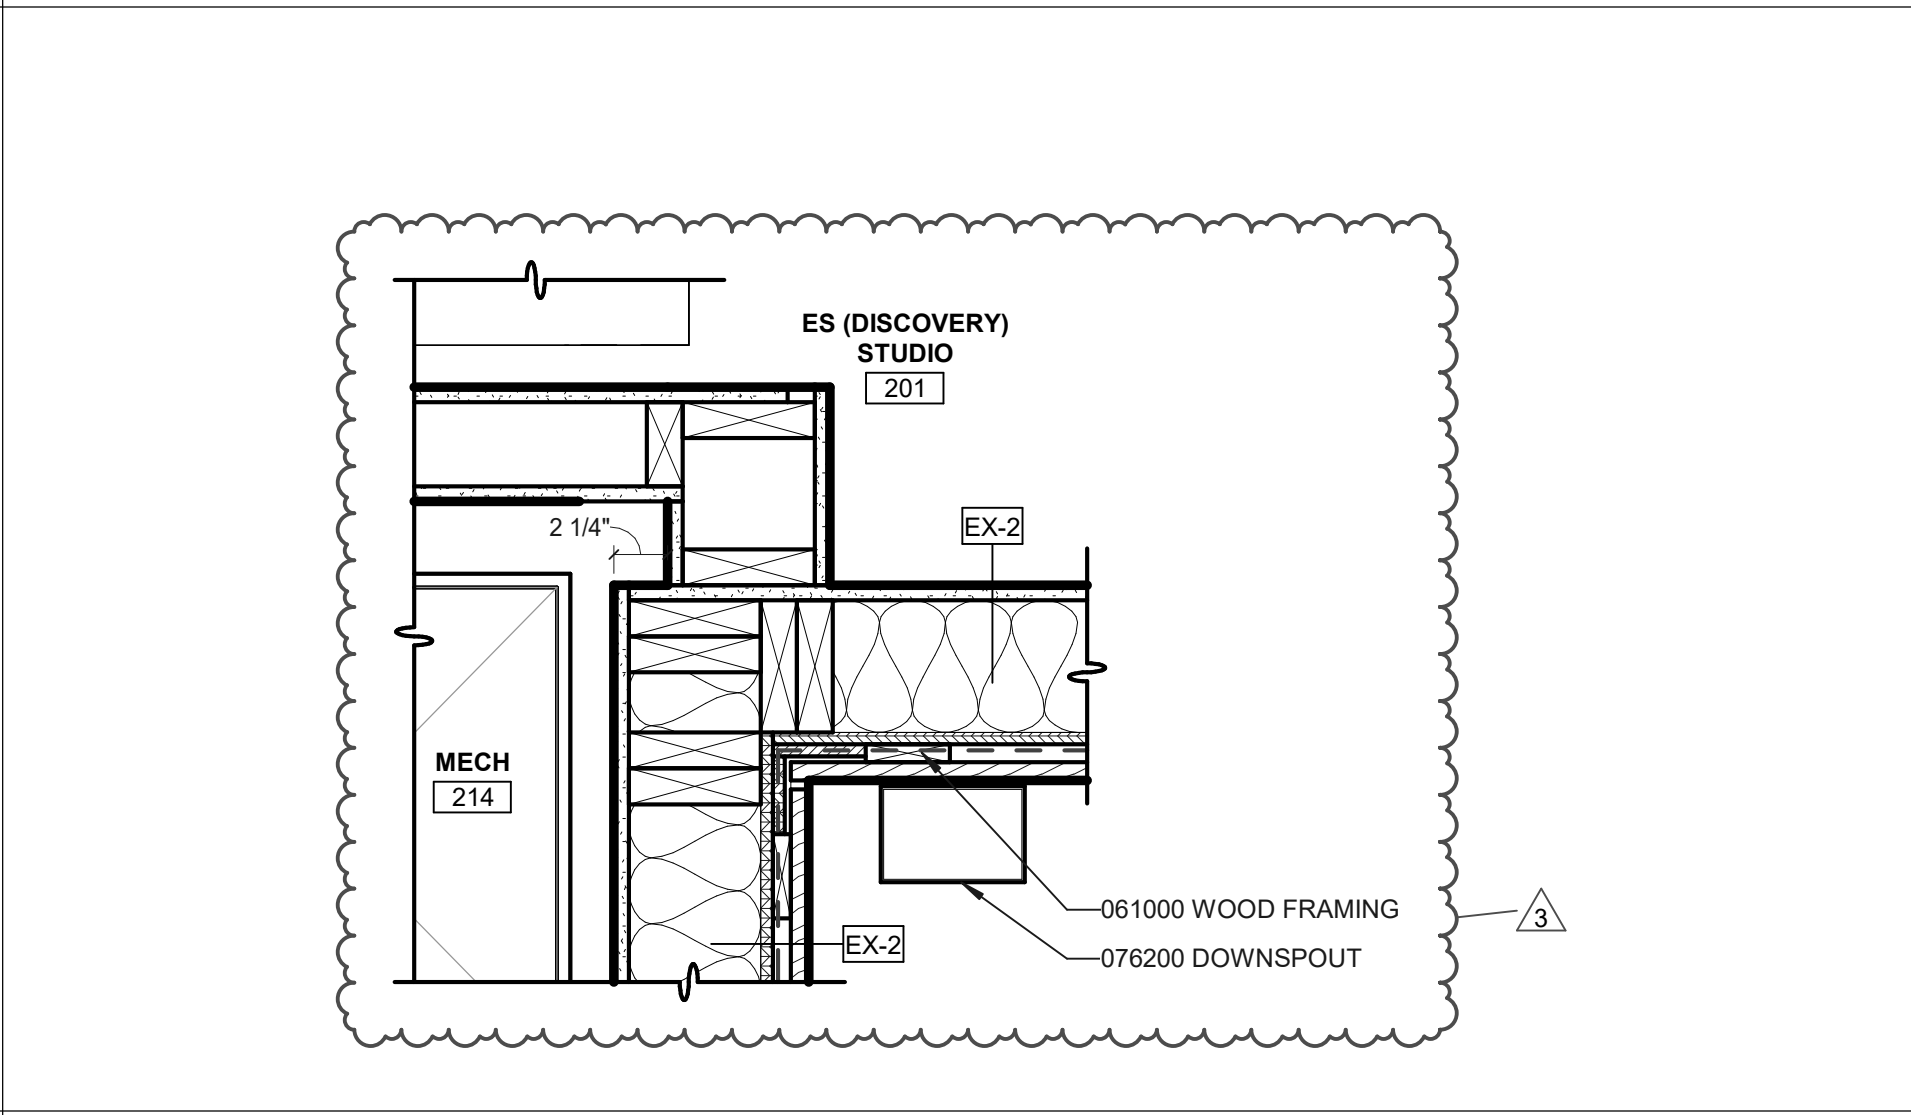 ES (DISCOVERY)
STUDIO
201
2 1/4"
EX-2
MECH
214
061000 WOOD FRAMING
3
EX-2
076200 DOWNSPOUT